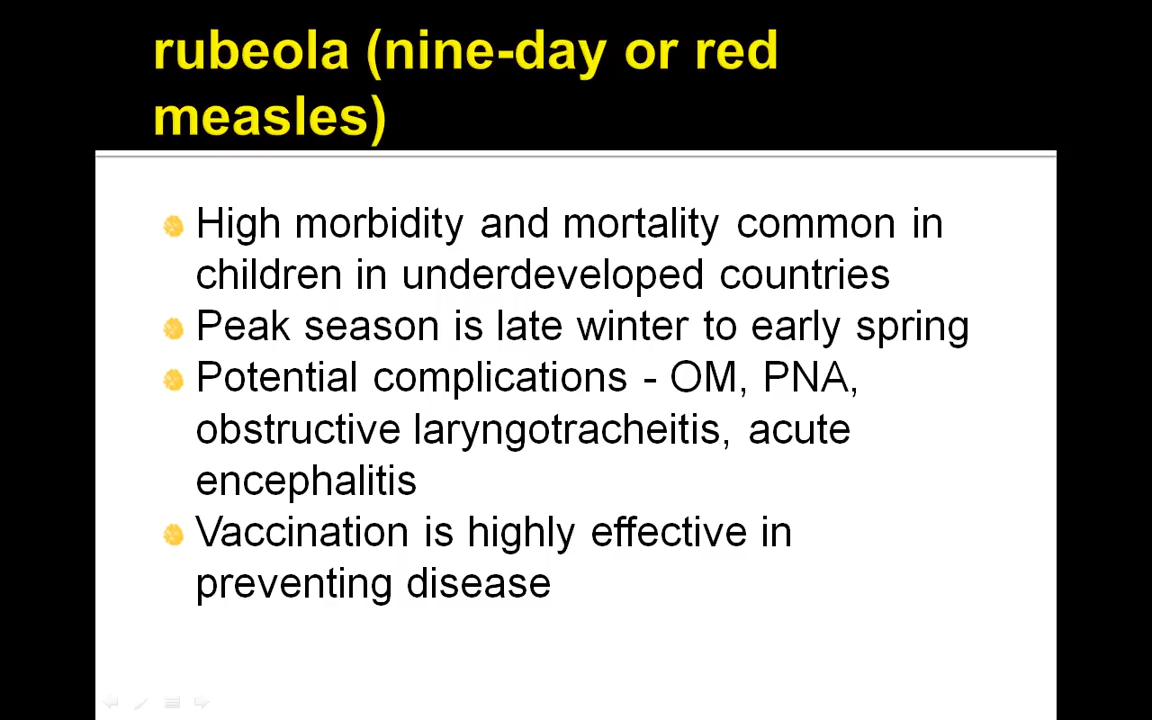 rubeola (nine-day or red
measles)
High morbidity and mortality common in
children in underdeveloped countries
Peak season is late winter to early spring
Potential complications - OM, PNA,
obstructive laryngotracheitis, acute
encephalitis
Vaccination is highly effective in
preventing disease